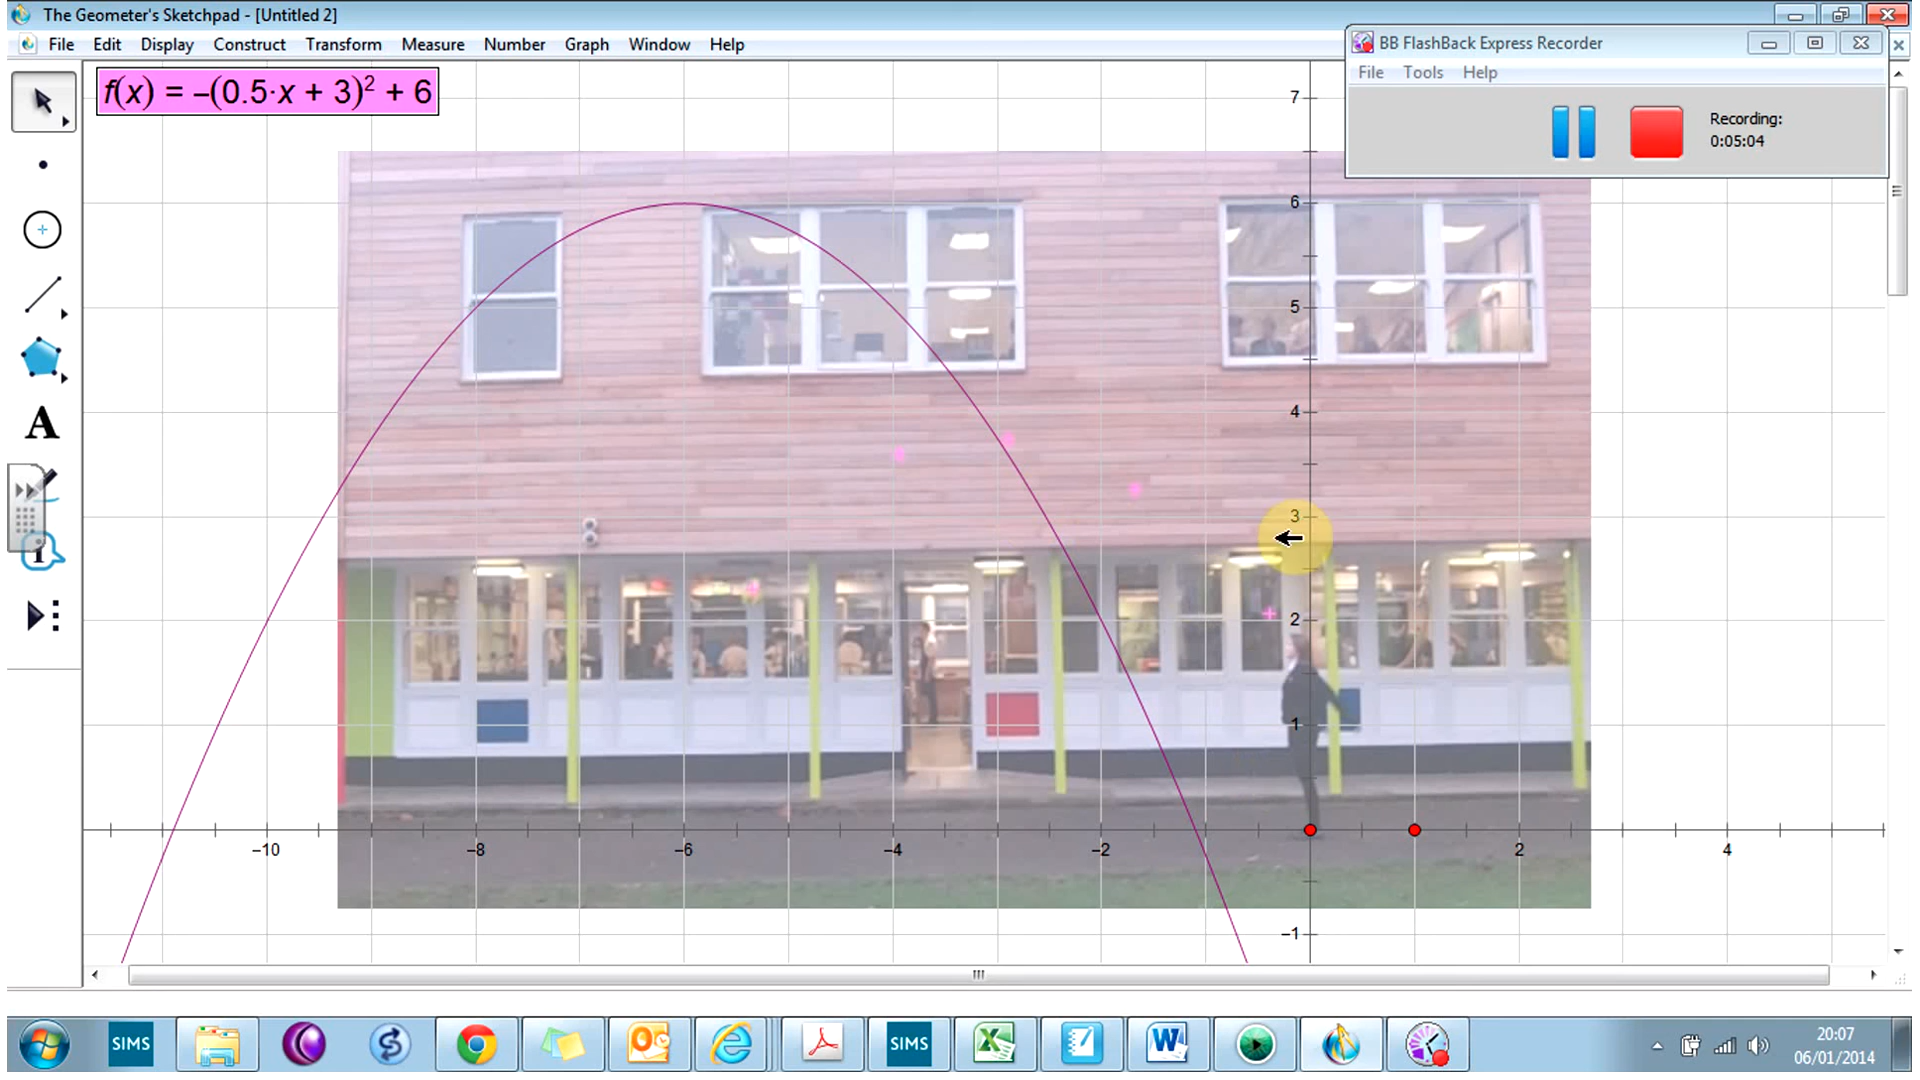 The Geometer's Sketchpad - [Untitled 2]
File Edit Display Construct Transform Measure Number Graph Window Help
BB FlashBack Express Recorder
File Tools Help
Recording:
0:05:04
f(x) = –(0.5·x + 3)² + 6
7
6
5
4
3
2
1
–10 –8 –6 –4 –2 2 4
–1
A
SIMS SIMS
20:07
06/01/2014